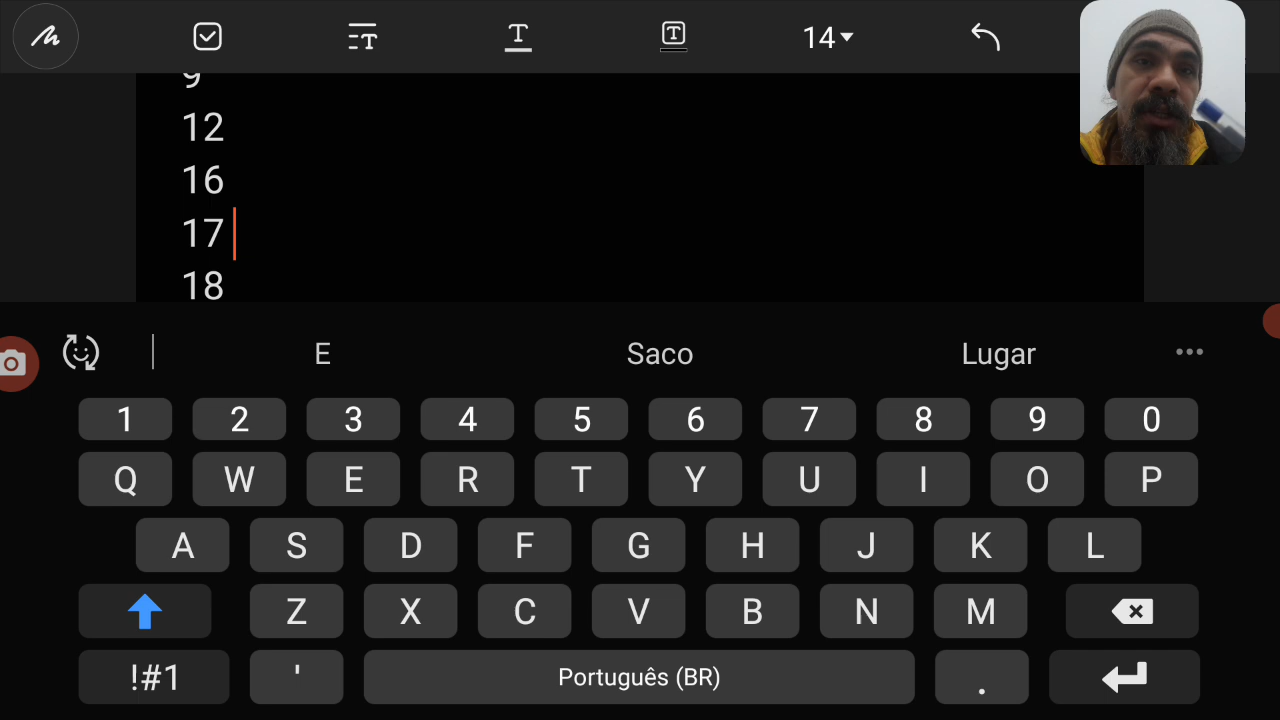 14
9
12
16
17
18
E Saco Lugar
1 2 3 4 5 6 7 8 9 0
Q W E R T Y U I O P
A S D F G H J K L
Z X C V B N M
!#1 ' Português (BR) .